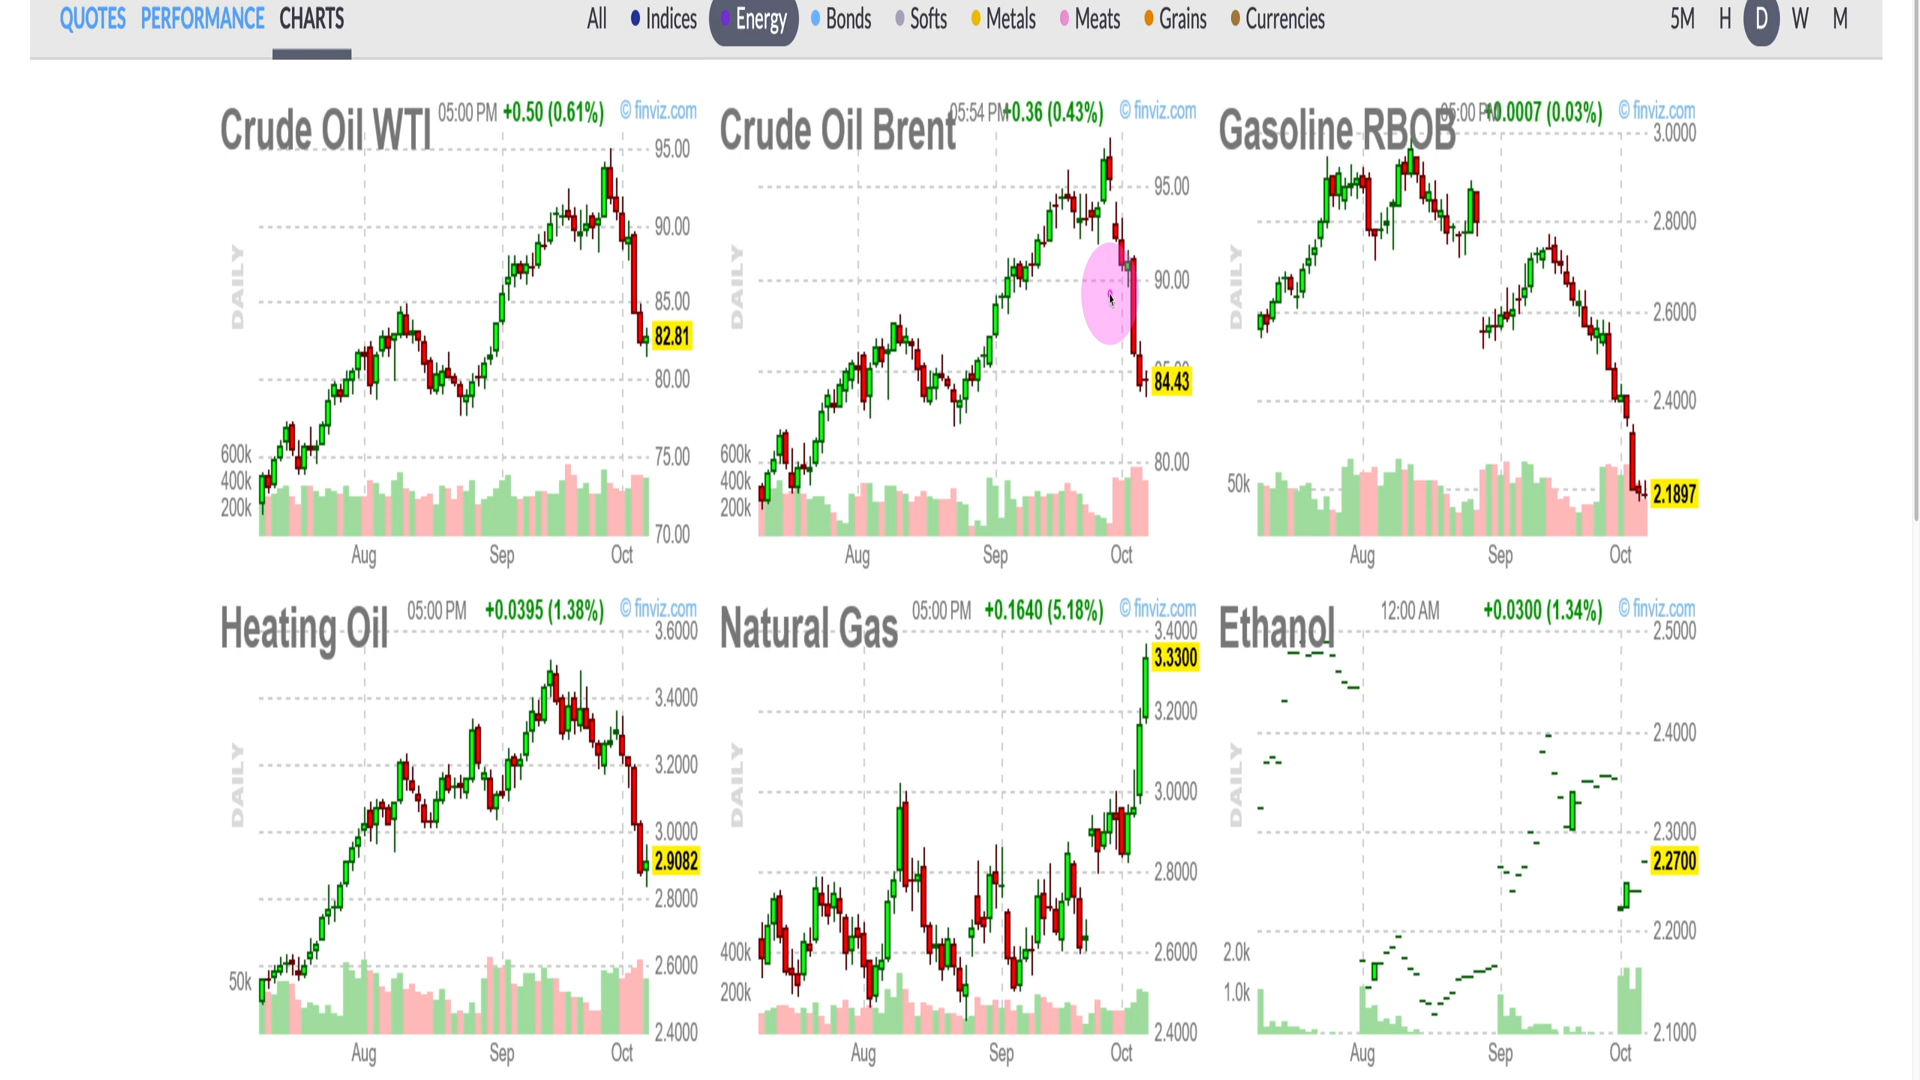 QUOTES PERFORMANCE CHARTS All Indices Energy Bonds Softs Metals Meats Grains Currencies 5M H D W M
Crude Oil WTI 05:00 PM +0.50 (0.61%) © finviz.com
DAILY
95.00
90.00
85.00
82.81
80.00
75.00
70.00
600k
400k
200k
Aug Sep Oct
Crude Oil Brent 05:54 PM +0.36 (0.43%) © finviz.com
DAILY
95.00
90.00
85.00
84.43
80.00
600k
400k
200k
Aug Sep Oct
Gasoline RBOB 05:00 PM +0.0007 (0.03%) © finviz.com
DAILY
3.0000
2.8000
2.6000
2.4000
2.1897
50k
Aug Sep Oct
Heating Oil 05:00 PM +0.0395 (1.38%) © finviz.com
DAILY
3.6000
3.4000
3.2000
3.0000
2.9082
2.8000
2.6000
2.4000
50k
Aug Sep Oct
Natural Gas 05:00 PM +0.1640 (5.18%) © finviz.com
DAILY
3.4000
3.3300
3.2000
3.0000
2.8000
2.6000
2.4000
400k
200k
Aug Sep Oct
Ethanol 12:00 AM +0.0300 (1.34%) © finviz.com
DAILY
2.5000
2.4000
2.3000
2.2700
2.2000
2.1000
2.0k
1.0k
Aug Sep Oct